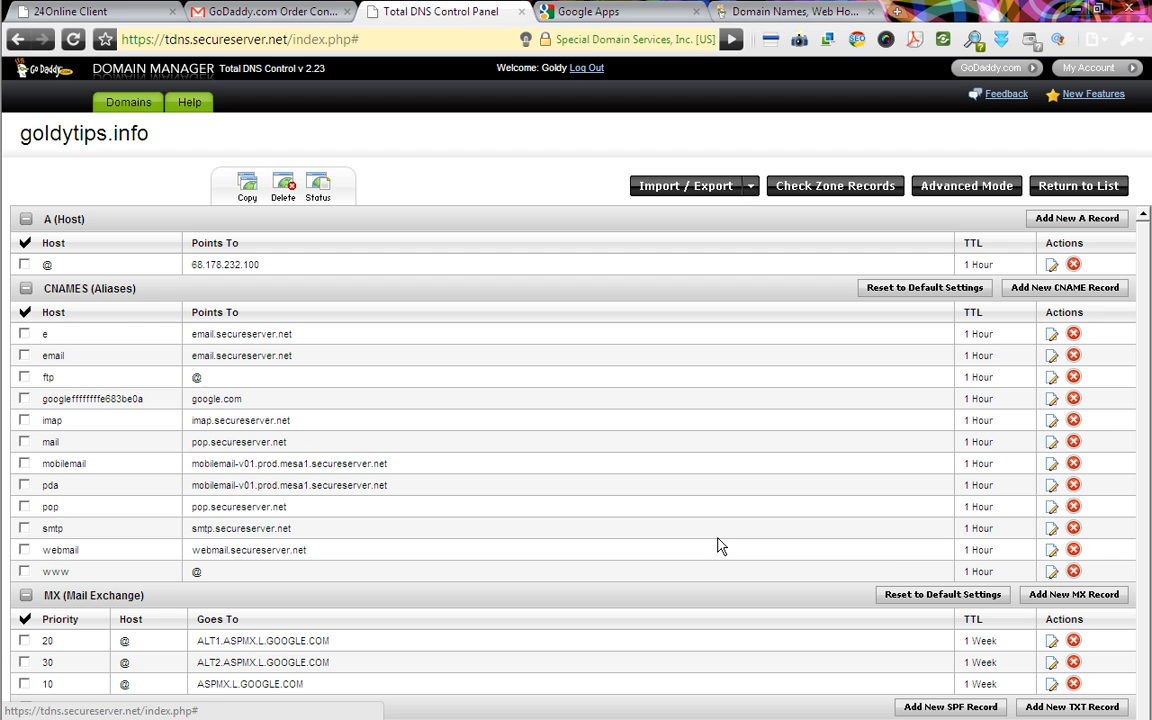 24Online Client
GoDaddy.com Order Con...
Total DNS Control Panel
Google Apps
Domain Names, Web Ho...
https://tdns.secureserver.net/index.php#
Special Domain Services, Inc. [US]
Go Daddy.com
DOMAIN MANAGER Total DNS Control v 2.23
Welcome: Goldy Log Out
GoDaddy.com
My Account
Domains
Help
Feedback
New Features
goldytips.info
Copy
Delete
Status
Import / Export
Check Zone Records
Advanced Mode
Return to List
A (Host)
Add New A Record
Host Points To TTL Actions
@ 68.178.232.100 1 Hour
CNAMES (Aliases)
Reset to Default Settings
Add New CNAME Record
Host Points To TTL Actions
e email.secureserver.net 1 Hour
email email.secureserver.net 1 Hour
ftp @ 1 Hour
googleffffffffe683be0a google.com 1 Hour
imap imap.secureserver.net 1 Hour
mail pop.secureserver.net 1 Hour
mobilemail mobilemail-v01.prod.mesa1.secureserver.net 1 Hour
pda mobilemail-v01.prod.mesa1.secureserver.net 1 Hour
pop pop.secureserver.net 1 Hour
smtp smtp.secureserver.net 1 Hour
webmail webmail.secureserver.net 1 Hour
www @ 1 Hour
MX (Mail Exchange)
Reset to Default Settings
Add New MX Record
Priority Host Goes To TTL Actions
20 @ ALT1.ASPMX.L.GOOGLE.COM 1 Week
30 @ ALT2.ASPMX.L.GOOGLE.COM 1 Week
10 @ ASPMX.L.GOOGLE.COM 1 Week
https://tdns.secureserver.net/index.php#
Add New SPF Record
Add New TXT Record